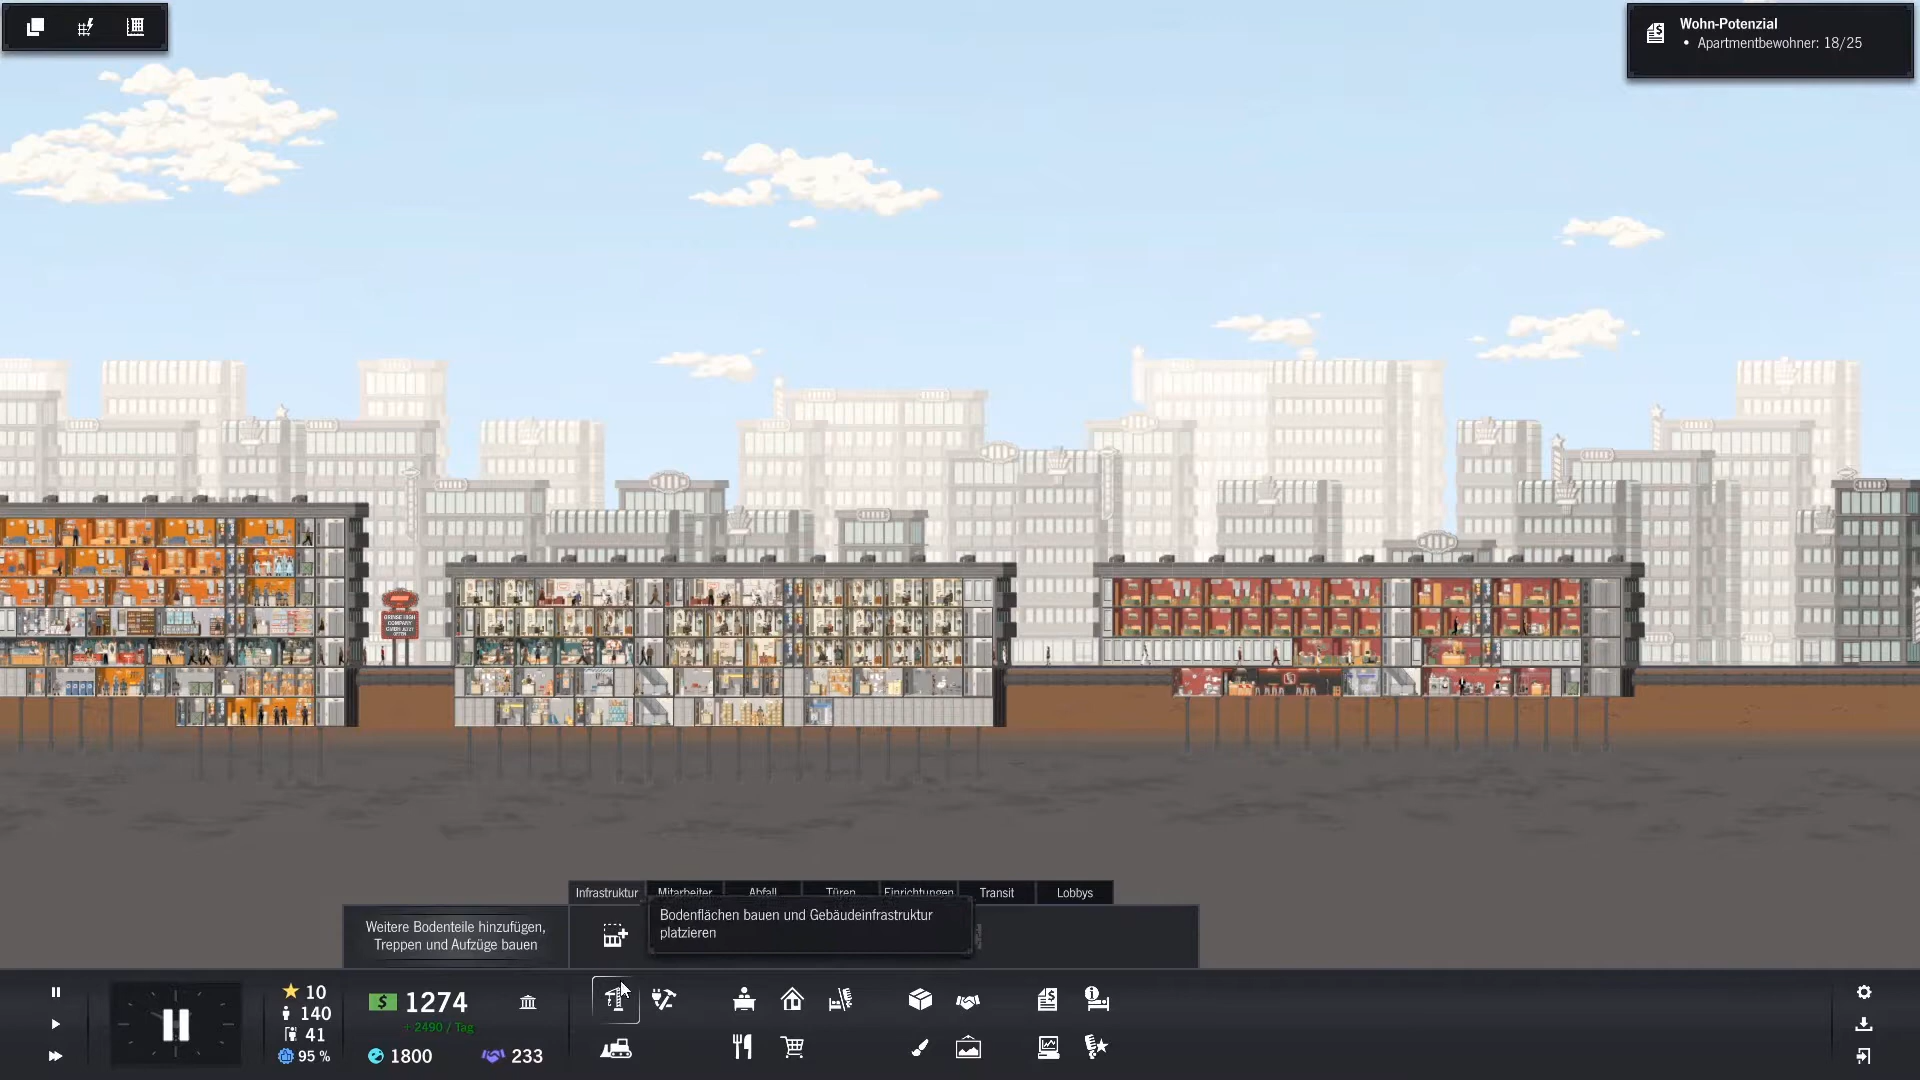 Wohn-Potenzial
• Apartmentbewohner: 18/25
Infrastruktur
Mitarbeiter
Abfall
Türen
Einrichtungen
Transit
Lobbys
Weitere Bodenteile hinzufügen,
Treppen und Aufzüge bauen
Bodenflächen bauen und Gebäudeinfrastruktur
platzieren
10
140
41
95 %
$ 1274
+ 2490 / Tag
1800
233